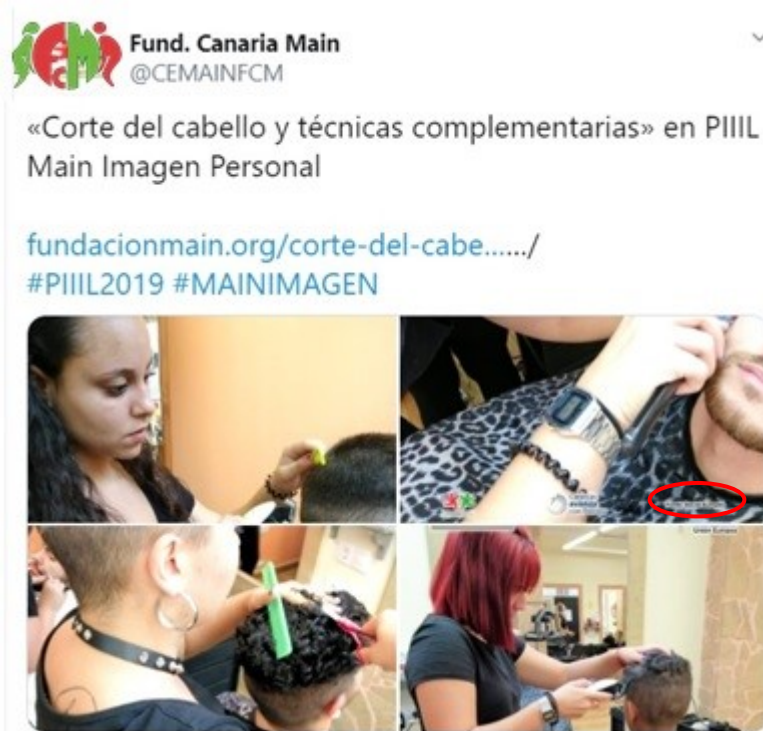 Fund. Canaria Main
@CEMAINFCM
«Corte del cabello y técnicas complementarias» en PIIIL
Main Imagen Personal
fundacionmain.org/corte-del-cabe....../
#PIIIL2019 #MAINIMAGEN
Unión Europea